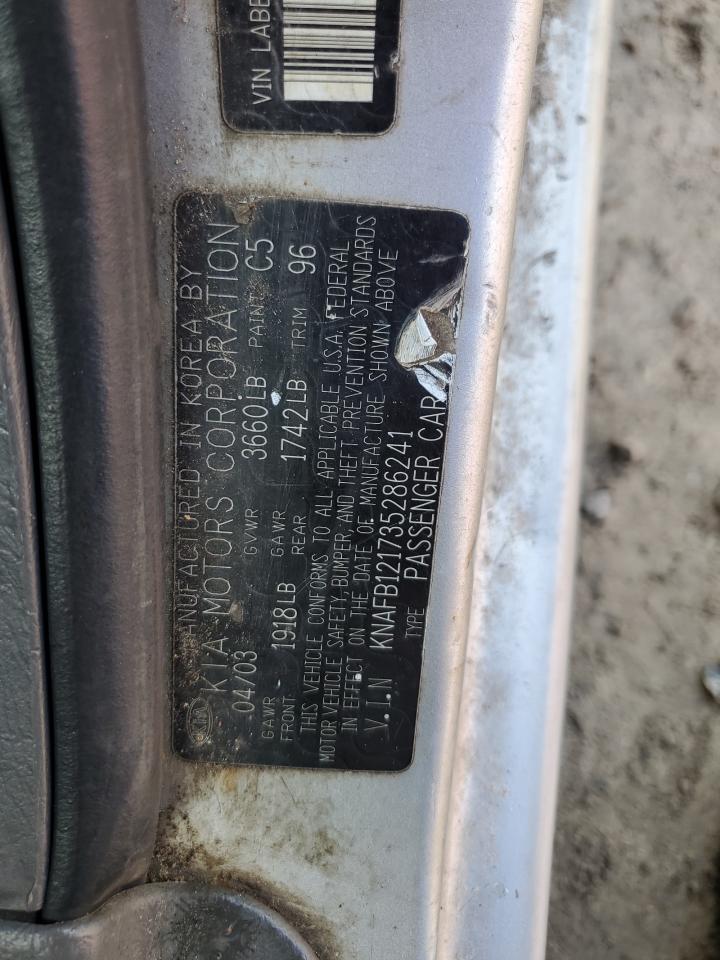 VIN LABE
MANUFACTURED IN KOREA BY
KIA KIA MOTORS CORPORATION
04/03 GVWR 3660LB PAINT C5
GAWR FRONT 1918LB GAWR REAR 1742LB TRIM 96
THIS VEHICLE CONFORMS TO ALL APPLICABLE U.S.A. FEDERAL
MOTOR VEHICLE SAFETY, BUMPER, AND THEFT PREVENTION STANDARDS
IN EFFECT ON THE DATE OF MANUFACTURE SHOWN ABOVE
V.I.N KNAFB121735286241
TYPE PASSENGER CAR